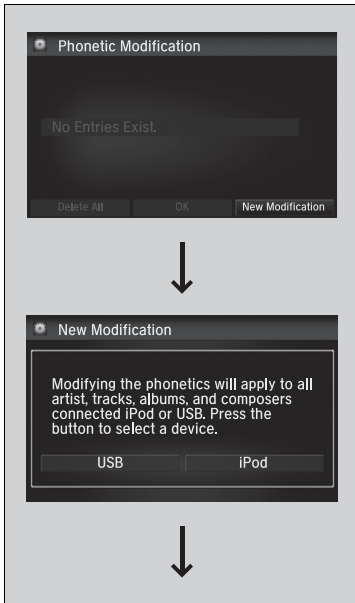 Phonetic Modification
No Entries Exist.
Delete All OK New Modification
New Modification
Modifying the phonetics will apply to all
artist, tracks, albums, and composers
connected iPod or USB. Press the
button to select a device.
USB iPod